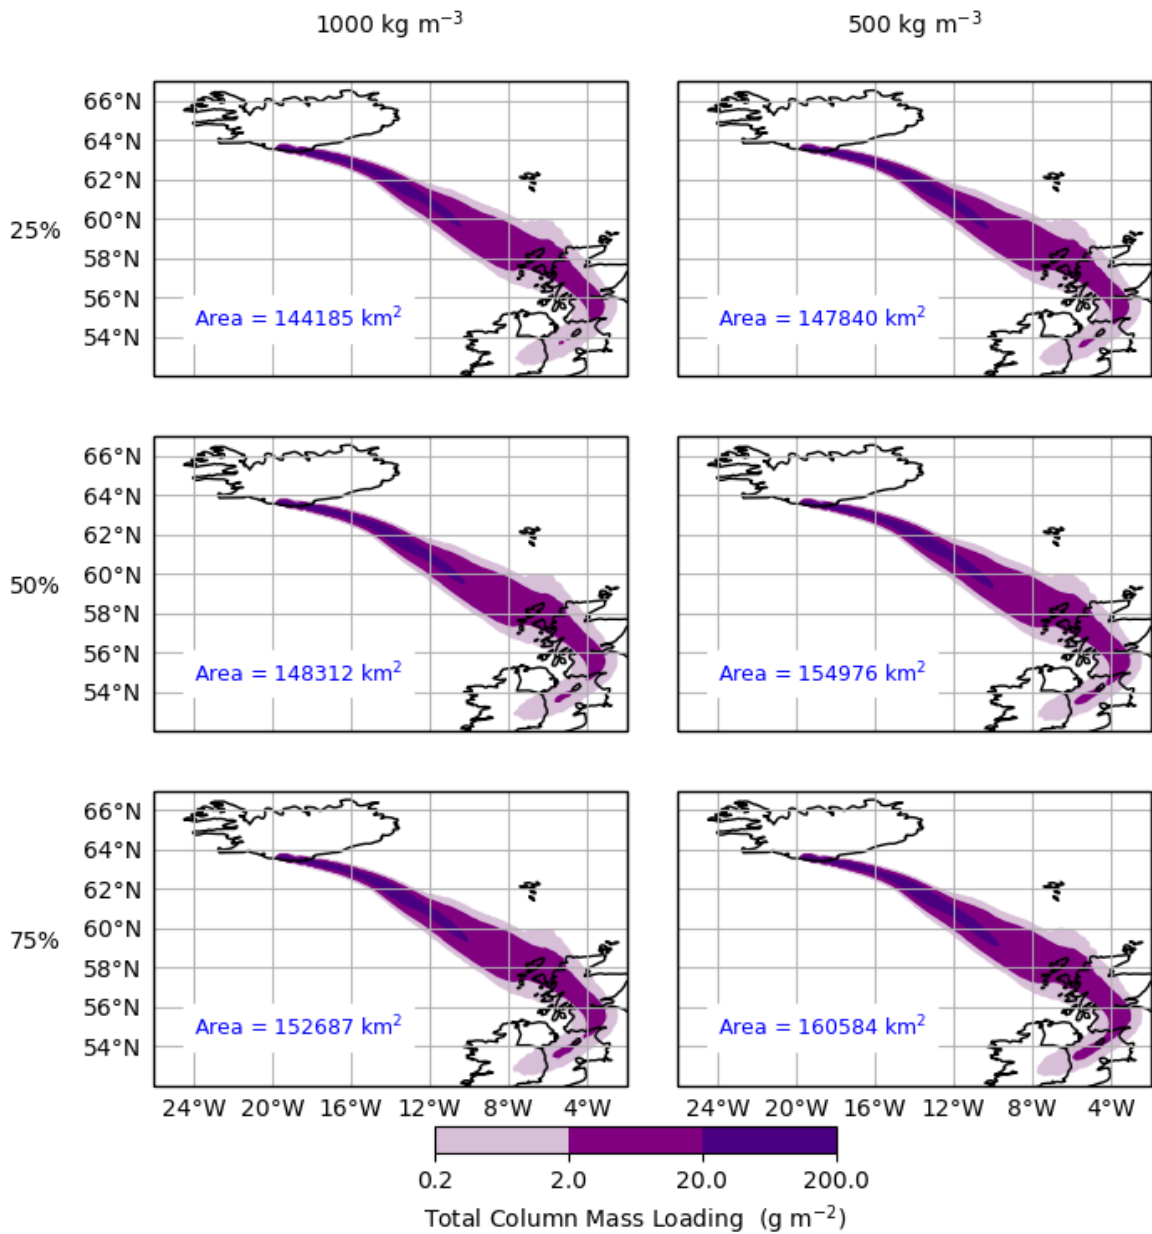 1000 kg m⁻³ 500 kg m⁻³
66°N
64°N
62°N
25% 60°N
58°N
56°N
Area = 144185 km² Area = 147840 km²
54°N
66°N
64°N
62°N
50% 60°N
58°N
56°N
Area = 148312 km² Area = 154976 km²
54°N
66°N
64°N
62°N
75% 60°N
58°N
56°N
Area = 152687 km² Area = 160584 km²
54°N
24°W 20°W 16°W 12°W 8°W 4°W 24°W 20°W 16°W 12°W 8°W 4°W
0.2 2.0 20.0 200.0
Total Column Mass Loading (g m⁻²)